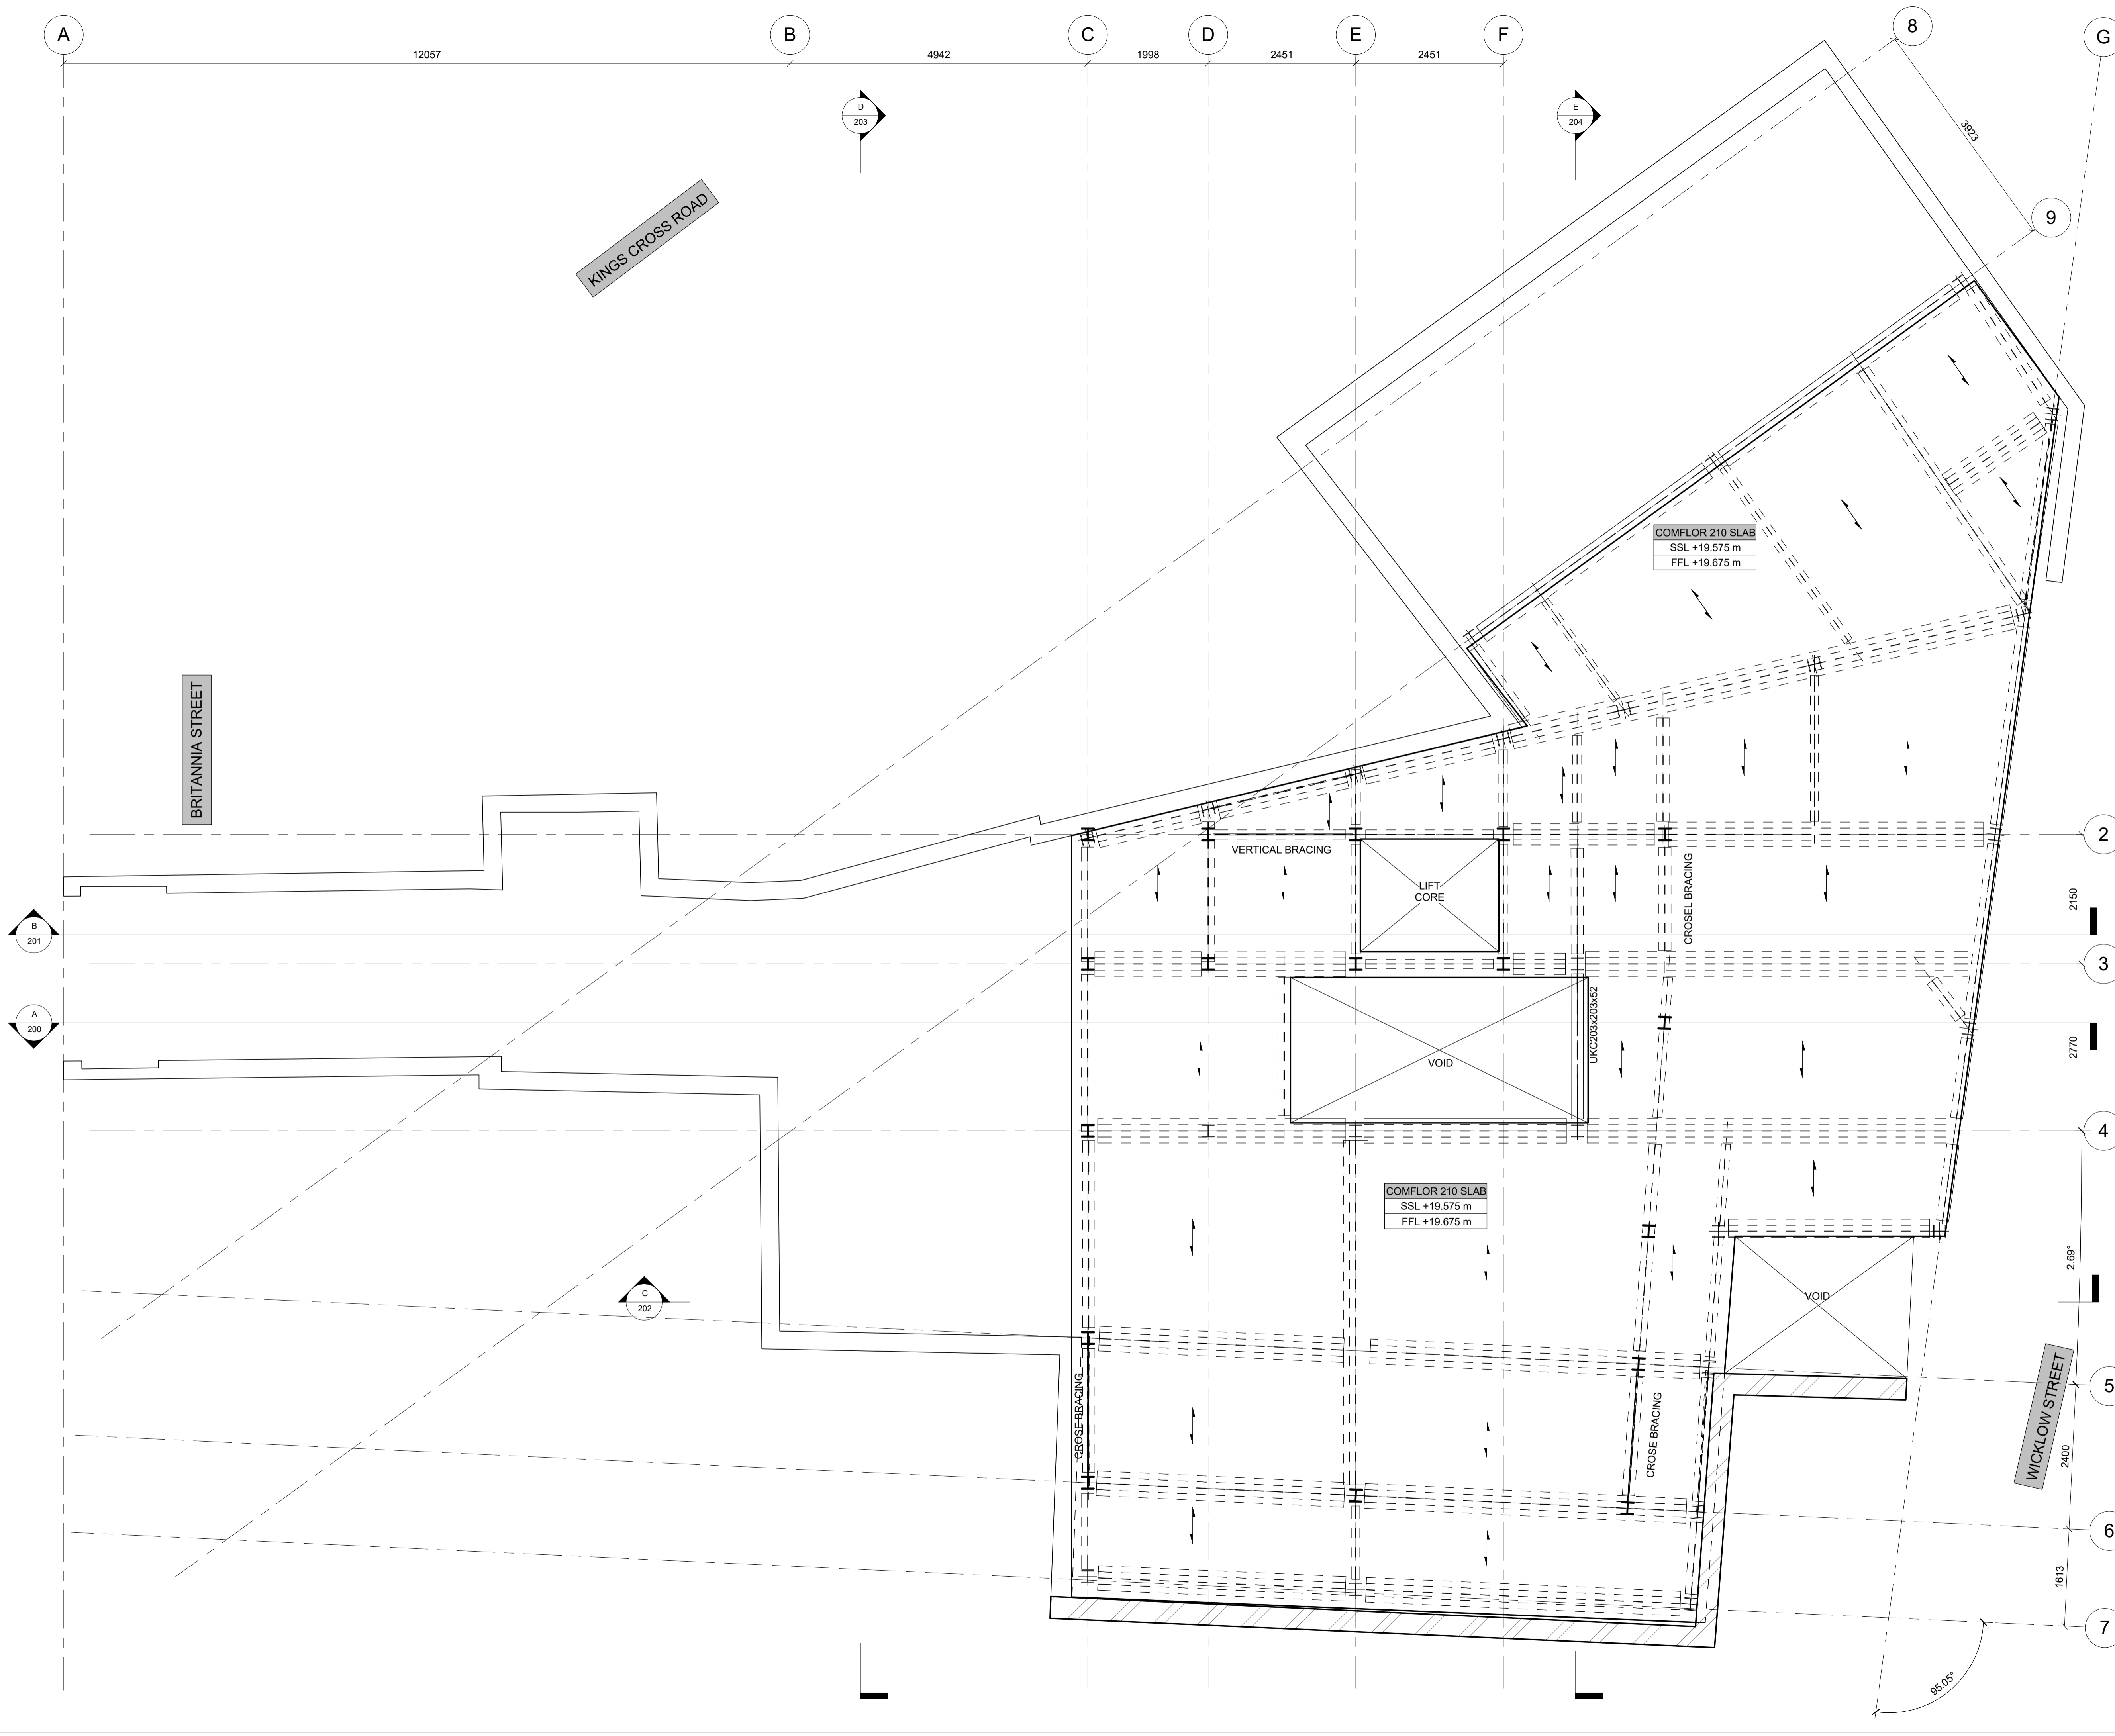 A
B
C
D
E
F
8
G
12057
4942
1998
2451
2451
D
203
E
204
3923
9
KINGS CROSS ROAD
COMFLOR 210 SLAB
SSL +19.575 m
FFL +19.675 m
BRITANNIA STREET
2
VERTICAL BRACING
LIFT
CORE
CROSEL BRACING
2150
B
201
3
A
200
UKC203x203x52
VOID
2770
4
COMFLOR 210 SLAB
SSL +19.575 m
FFL +19.675 m
2.69°
C
202
VOID
WICKLOW STREET
5
CROSE BRACING
CROSE BRACING
2400
6
1613
7
95.05°